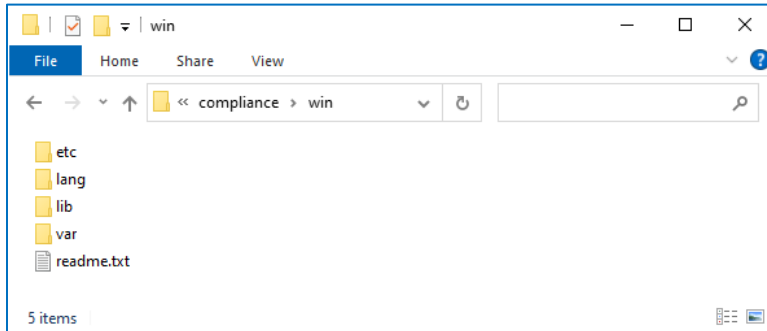 win
File Home Share View
« compliance › win
etc
lang
lib
var
readme.txt
5 items